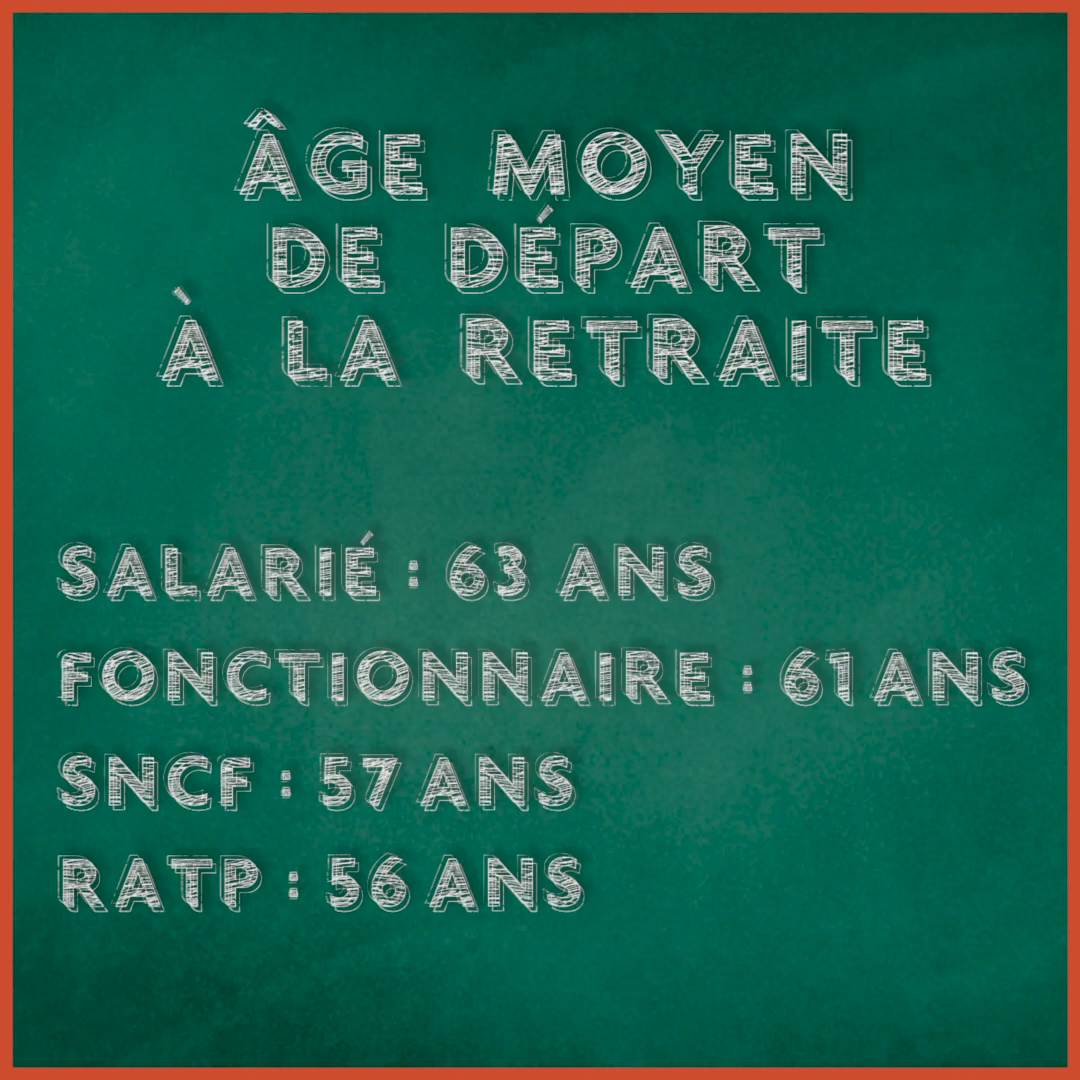 ÂGE MOYEN
DE DÉPART
À LA RETRAITE
SALARIÉ : 63 ANS
FONCTIONNAIRE : 61 ANS
SNCF : 57 ANS
RATP : 56 ANS